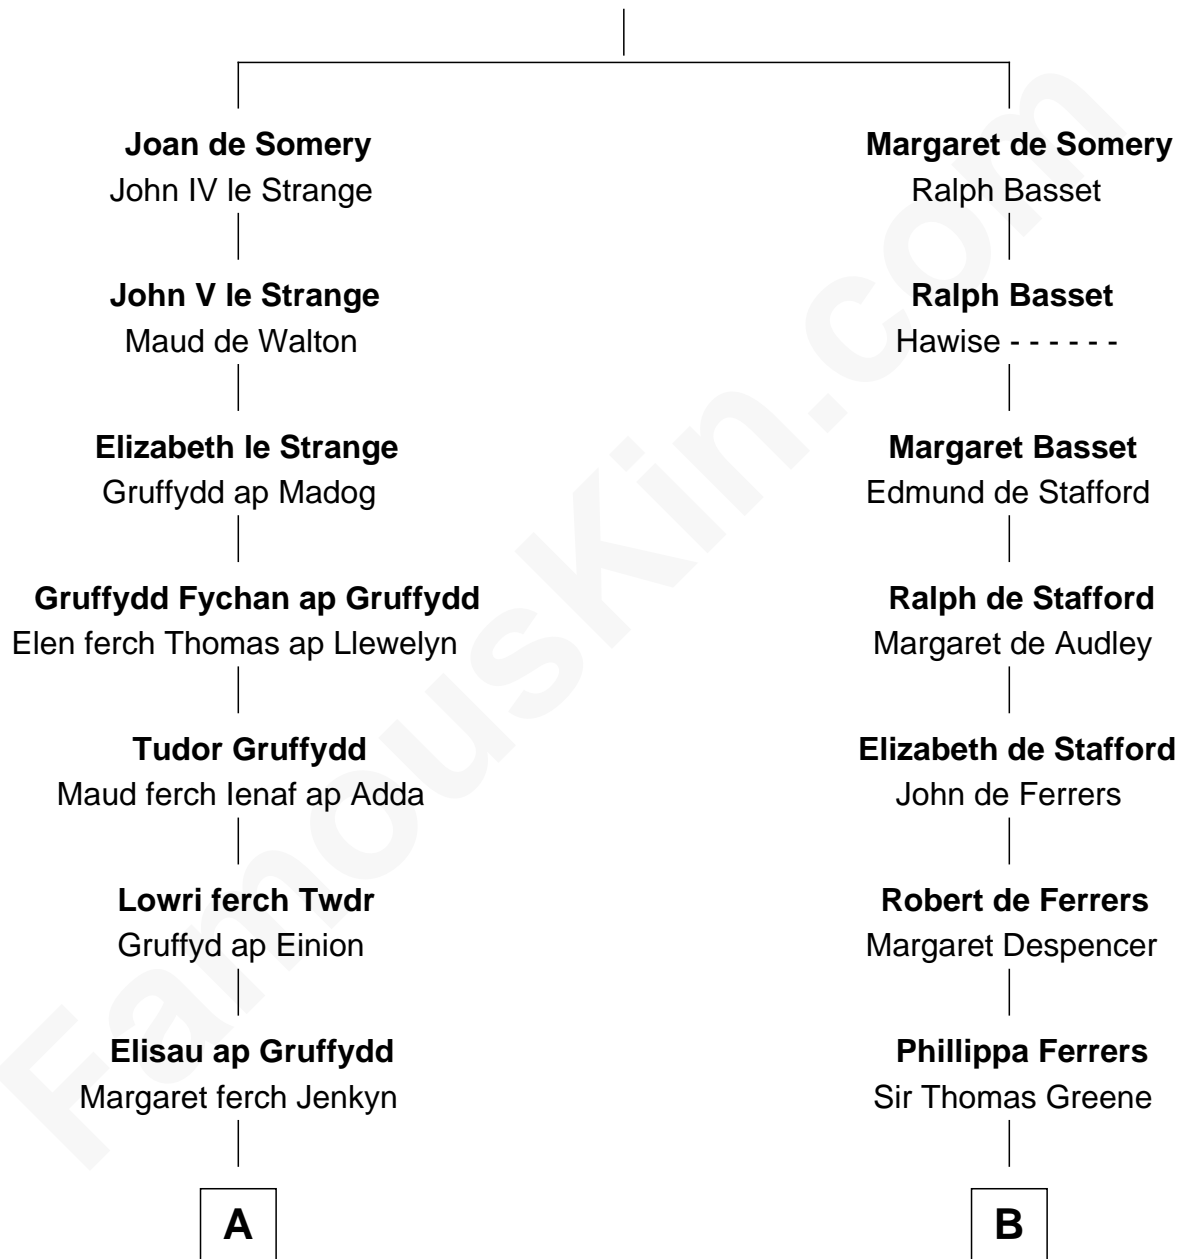 Joan de Somery
John IV le Strange
John V le Strange
Maud de Walton
Elizabeth le Strange
Gruffydd ap Madog
Gruffydd Fychan ap Gruffydd
Elen ferch Thomas ap Llewelyn
Tudor Gruffydd
Maud ferch Ienaf ap Adda
Lowri ferch Twdr
Gruffyd ap Einion
Elisau ap Gruffydd
Margaret ferch Jenkyn
A
Margaret de Somery
Ralph Basset
Ralph Basset
Hawise - - - - - -
Margaret Basset
Edmund de Stafford
Ralph de Stafford
Margaret de Audley
Elizabeth de Stafford
John de Ferrers
Robert de Ferrers
Margaret Despencer
Phillippa Ferrers
Sir Thomas Greene
B
FamousKin.com